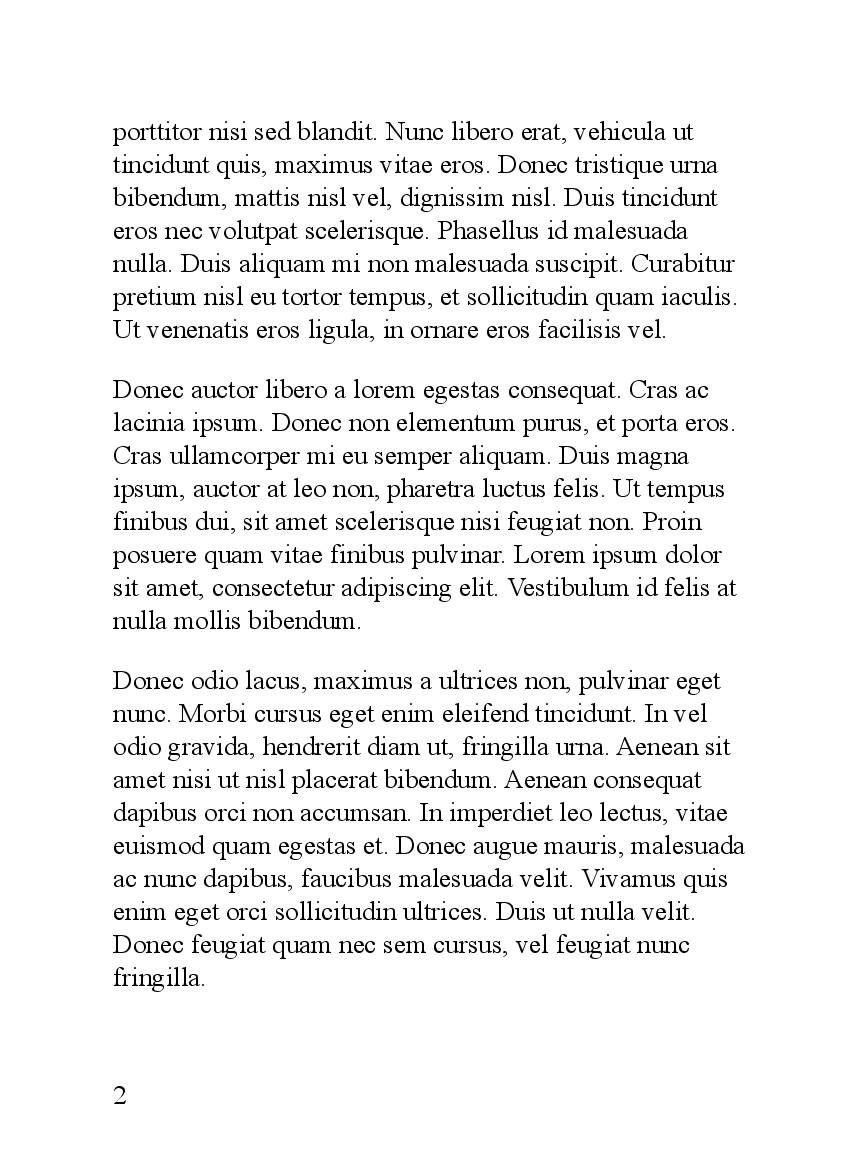 porttitor nisi sed blandit. Nunc libero erat, vehicula ut
tincidunt quis, maximus vitae eros. Donec tristique urna
bibendum, mattis nisl vel, dignissim nisl. Duis tincidunt
eros nec volutpat scelerisque. Phasellus id malesuada
nulla. Duis aliquam mi non malesuada suscipit. Curabitur
pretium nisl eu tortor tempus, et sollicitudin quam iaculis.
Ut venenatis eros ligula, in ornare eros facilisis vel.
Donec auctor libero a lorem egestas consequat. Cras ac
lacinia ipsum. Donec non elementum purus, et porta eros.
Cras ullamcorper mi eu semper aliquam. Duis magna
ipsum, auctor at leo non, pharetra luctus felis. Ut tempus
finibus dui, sit amet scelerisque nisi feugiat non. Proin
posuere quam vitae finibus pulvinar. Lorem ipsum dolor
sit amet, consectetur adipiscing elit. Vestibulum id felis at
nulla mollis bibendum.
Donec odio lacus, maximus a ultrices non, pulvinar eget
nunc. Morbi cursus eget enim eleifend tincidunt. In vel
odio gravida, hendrerit diam ut, fringilla urna. Aenean sit
amet nisi ut nisl placerat bibendum. Aenean consequat
dapibus orci non accumsan. In imperdiet leo lectus, vitae
euismod quam egestas et. Donec augue mauris, malesuada
ac nunc dapibus, faucibus malesuada velit. Vivamus quis
enim eget orci sollicitudin ultrices. Duis ut nulla velit.
Donec feugiat quam nec sem cursus, vel feugiat nunc
fringilla.
2